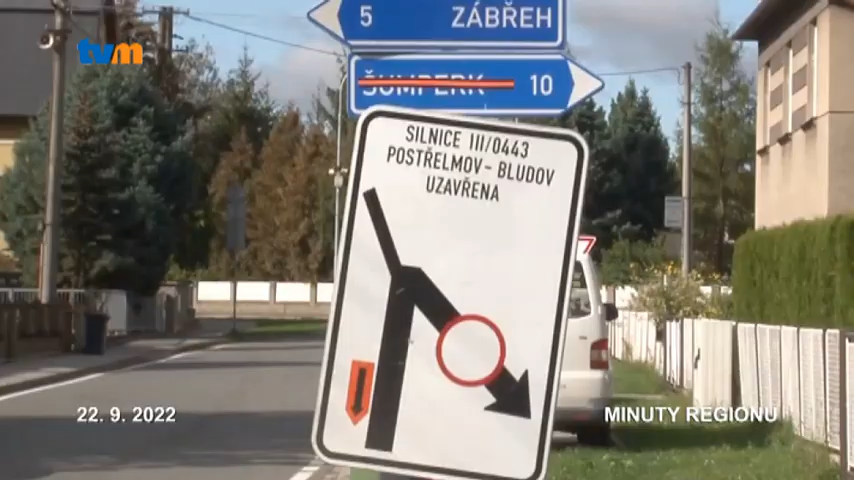 tvm
5 ZÁBŘEH
ŠUMPERK 10
SILNICE III/0443
POSTŘELMOV - BLUDOV
UZAVŘENA
22. 9. 2022
MINUTY REGIONU